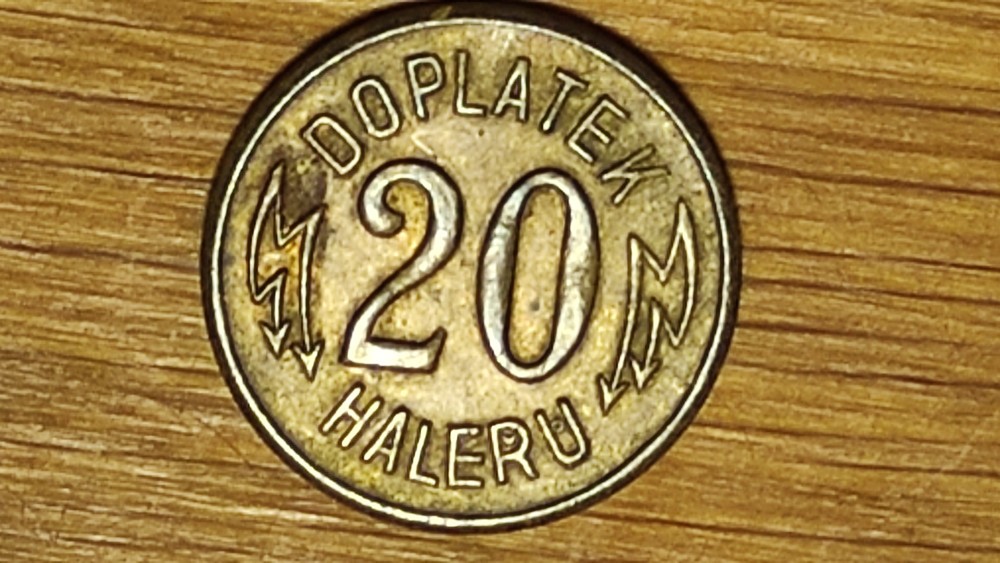 DOPLATEK
20
HALERU